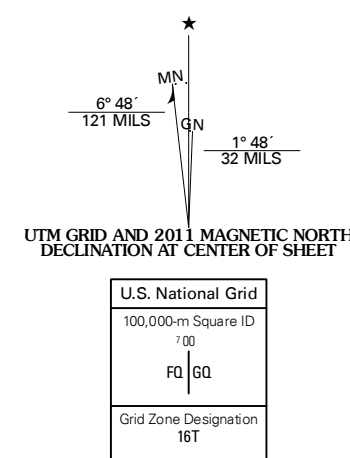 ★
M.N.
6° 48´
121 MILS
GN
1° 48´
32 MILS
UTM GRID AND 2011 MAGNETIC NORTH
DECLINATION AT CENTER OF SHEET
U.S. National Grid
100,000-m Square ID
7 00
FQ GQ
Grid Zone Designation
16T